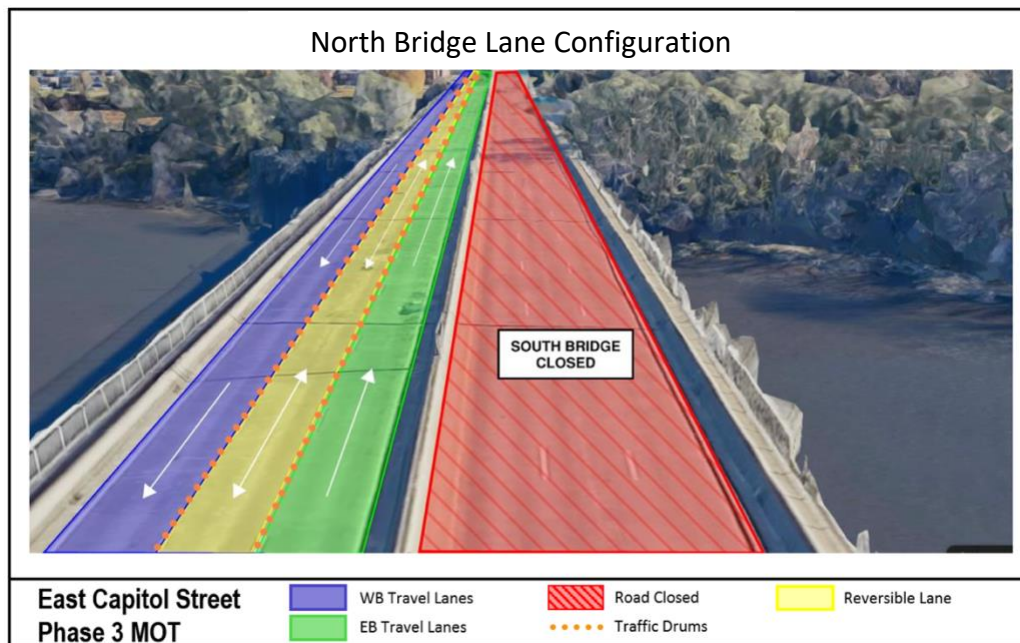 North Bridge Lane Configuration
SOUTH BRIDGE
CLOSED
East Capitol Street
Phase 3 MOT
WB Travel Lanes
EB Travel Lanes
Road Closed
Traffic Drums
Reversible Lane